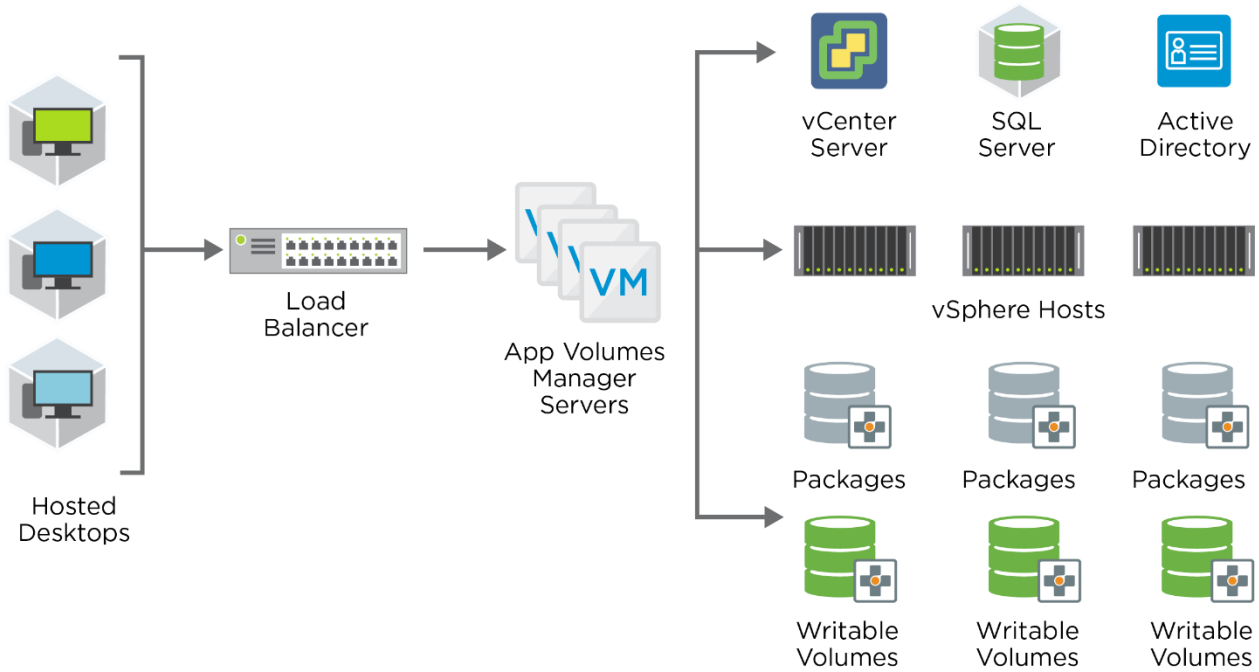 Hosted
Desktops
Load
Balancer
V
V
V
VM
App Volumes
Manager
Servers
vCenter
Server
SQL
Server
Active
Directory
vSphere Hosts
Packages
Packages
Packages
Writable
Volumes
Writable
Volumes
Writable
Volumes